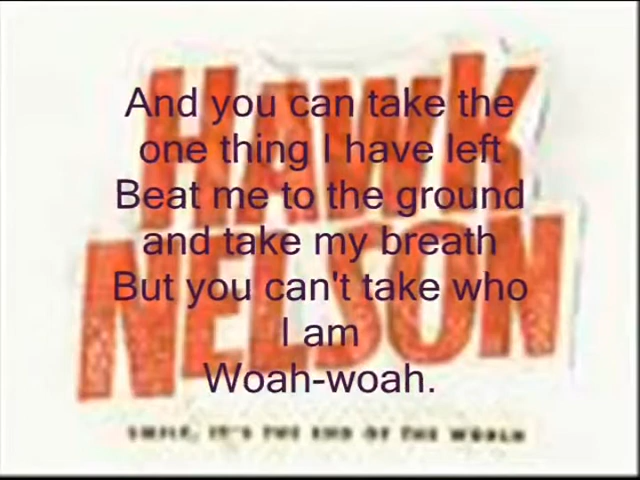 HAWK
NELSON
And you can take the
one thing I have left
Beat me to the ground
and take my breath
But you can't take who
I am
Woah-woah.
SMILE, IT'S THE END OF THE WORLD